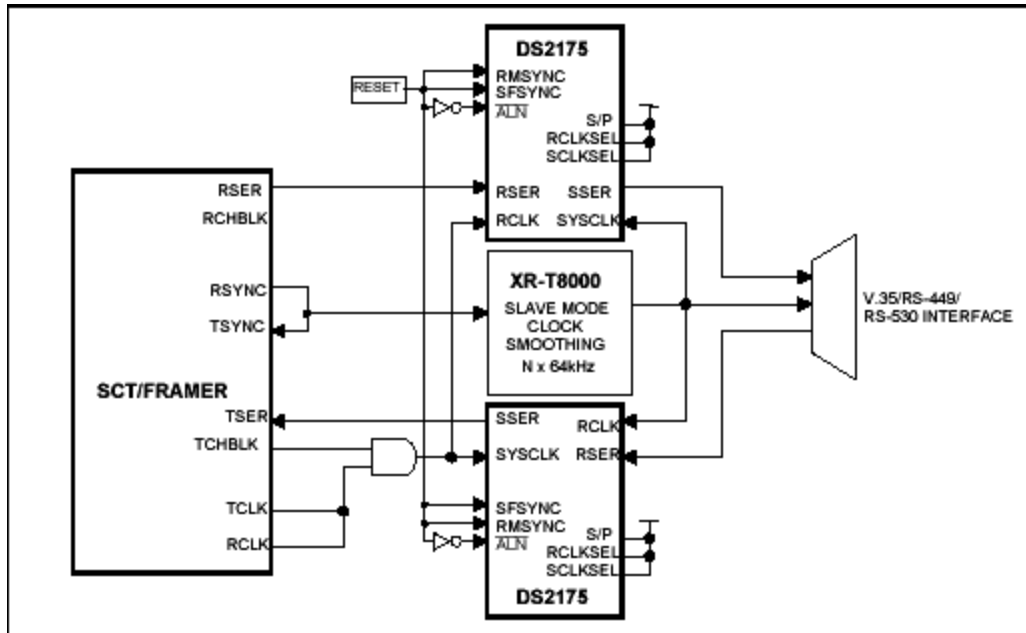 DS2175
RESET
RMSYNC
SFSYNC
ALN
S/P
RCLKSEL
SCLKSEL
RSER
SSER
RCLK
SYSCLK
RSER
RCHBLK
RSYNC
TSYNC
SCT/FRAMER
TSER
TCHBLK
TCLK
RCLK
XR-T8000
SLAVE MODE
CLOCK
SMOOTHING
N x 64kHz
V.35/RS-449/
RS-530 INTERFACE
SSER
RCLK
SYSCLK
RSER
SFSYNC
RMSYNC
ALN
S/P
RCLKSEL
SCLKSEL
DS2175